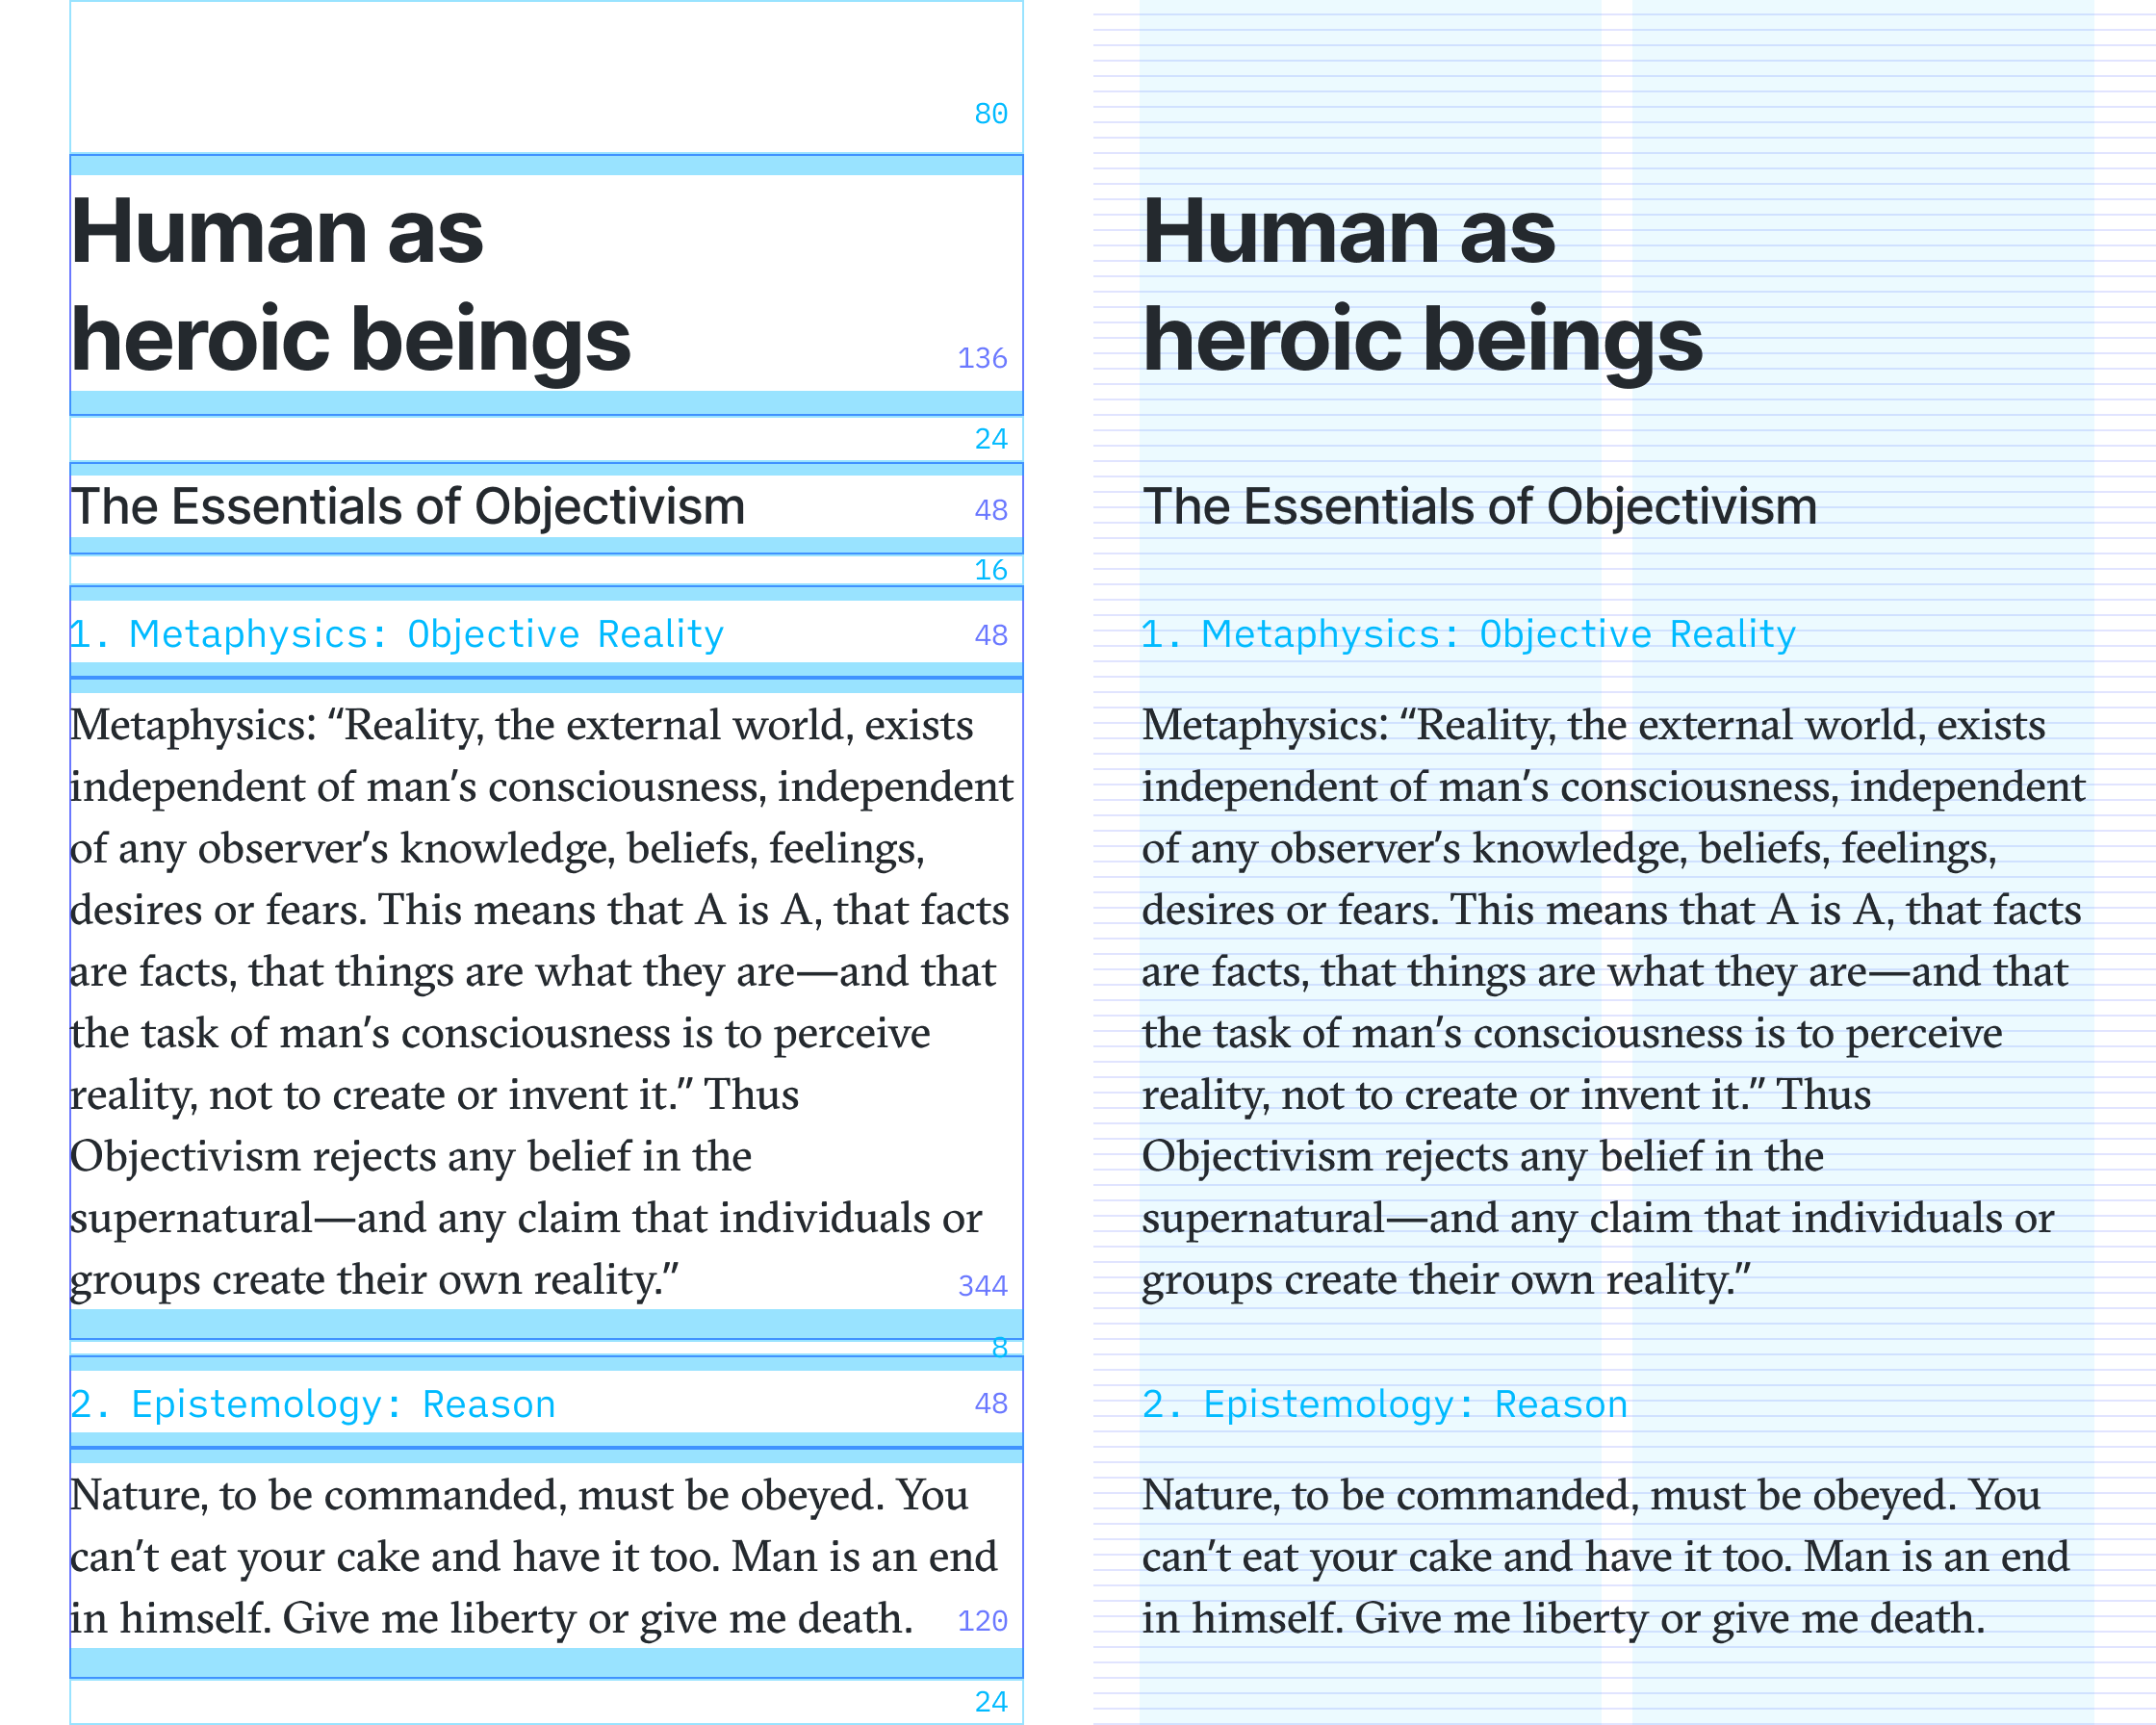 80
Human as
heroic beings
136
24
The Essentials of Objectivism
48
16
1. Metaphysics: Objective Reality
48
Metaphysics: “Reality, the external world, exists
independent of man’s consciousness, independent
of any observer’s knowledge, beliefs, feelings,
desires or fears. This means that A is A, that facts
are facts, that things are what they are—and that
the task of man’s consciousness is to perceive
reality, not to create or invent it.” Thus
Objectivism rejects any belief in the
supernatural—and any claim that individuals or
groups create their own reality.”
344
8
2. Epistemology: Reason
48
Nature, to be commanded, must be obeyed. You
can’t eat your cake and have it too. Man is an end
in himself. Give me liberty or give me death.
120
24
Human as
heroic beings
The Essentials of Objectivism
1. Metaphysics: Objective Reality
Metaphysics: “Reality, the external world, exists
independent of man’s consciousness, independent
of any observer’s knowledge, beliefs, feelings,
desires or fears. This means that A is A, that facts
are facts, that things are what they are—and that
the task of man’s consciousness is to perceive
reality, not to create or invent it.” Thus
Objectivism rejects any belief in the
supernatural—and any claim that individuals or
groups create their own reality.”
2. Epistemology: Reason
Nature, to be commanded, must be obeyed. You
can’t eat your cake and have it too. Man is an end
in himself. Give me liberty or give me death.